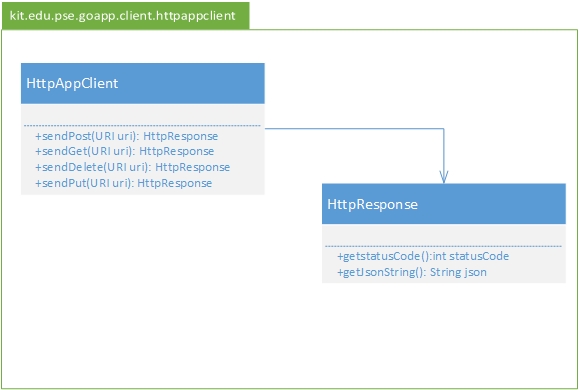 kit.edu.pse.goapp.client.httpappclient
HttpAppClient
+sendPost(URI uri): HttpResponse
+sendGet(URI uri): HttpResponse
+sendDelete(URI uri): HttpResponse
+sendPut(URI uri): HttpResponse
HttpResponse
+getstatusCode():int statusCode
+getJsonString(): String json